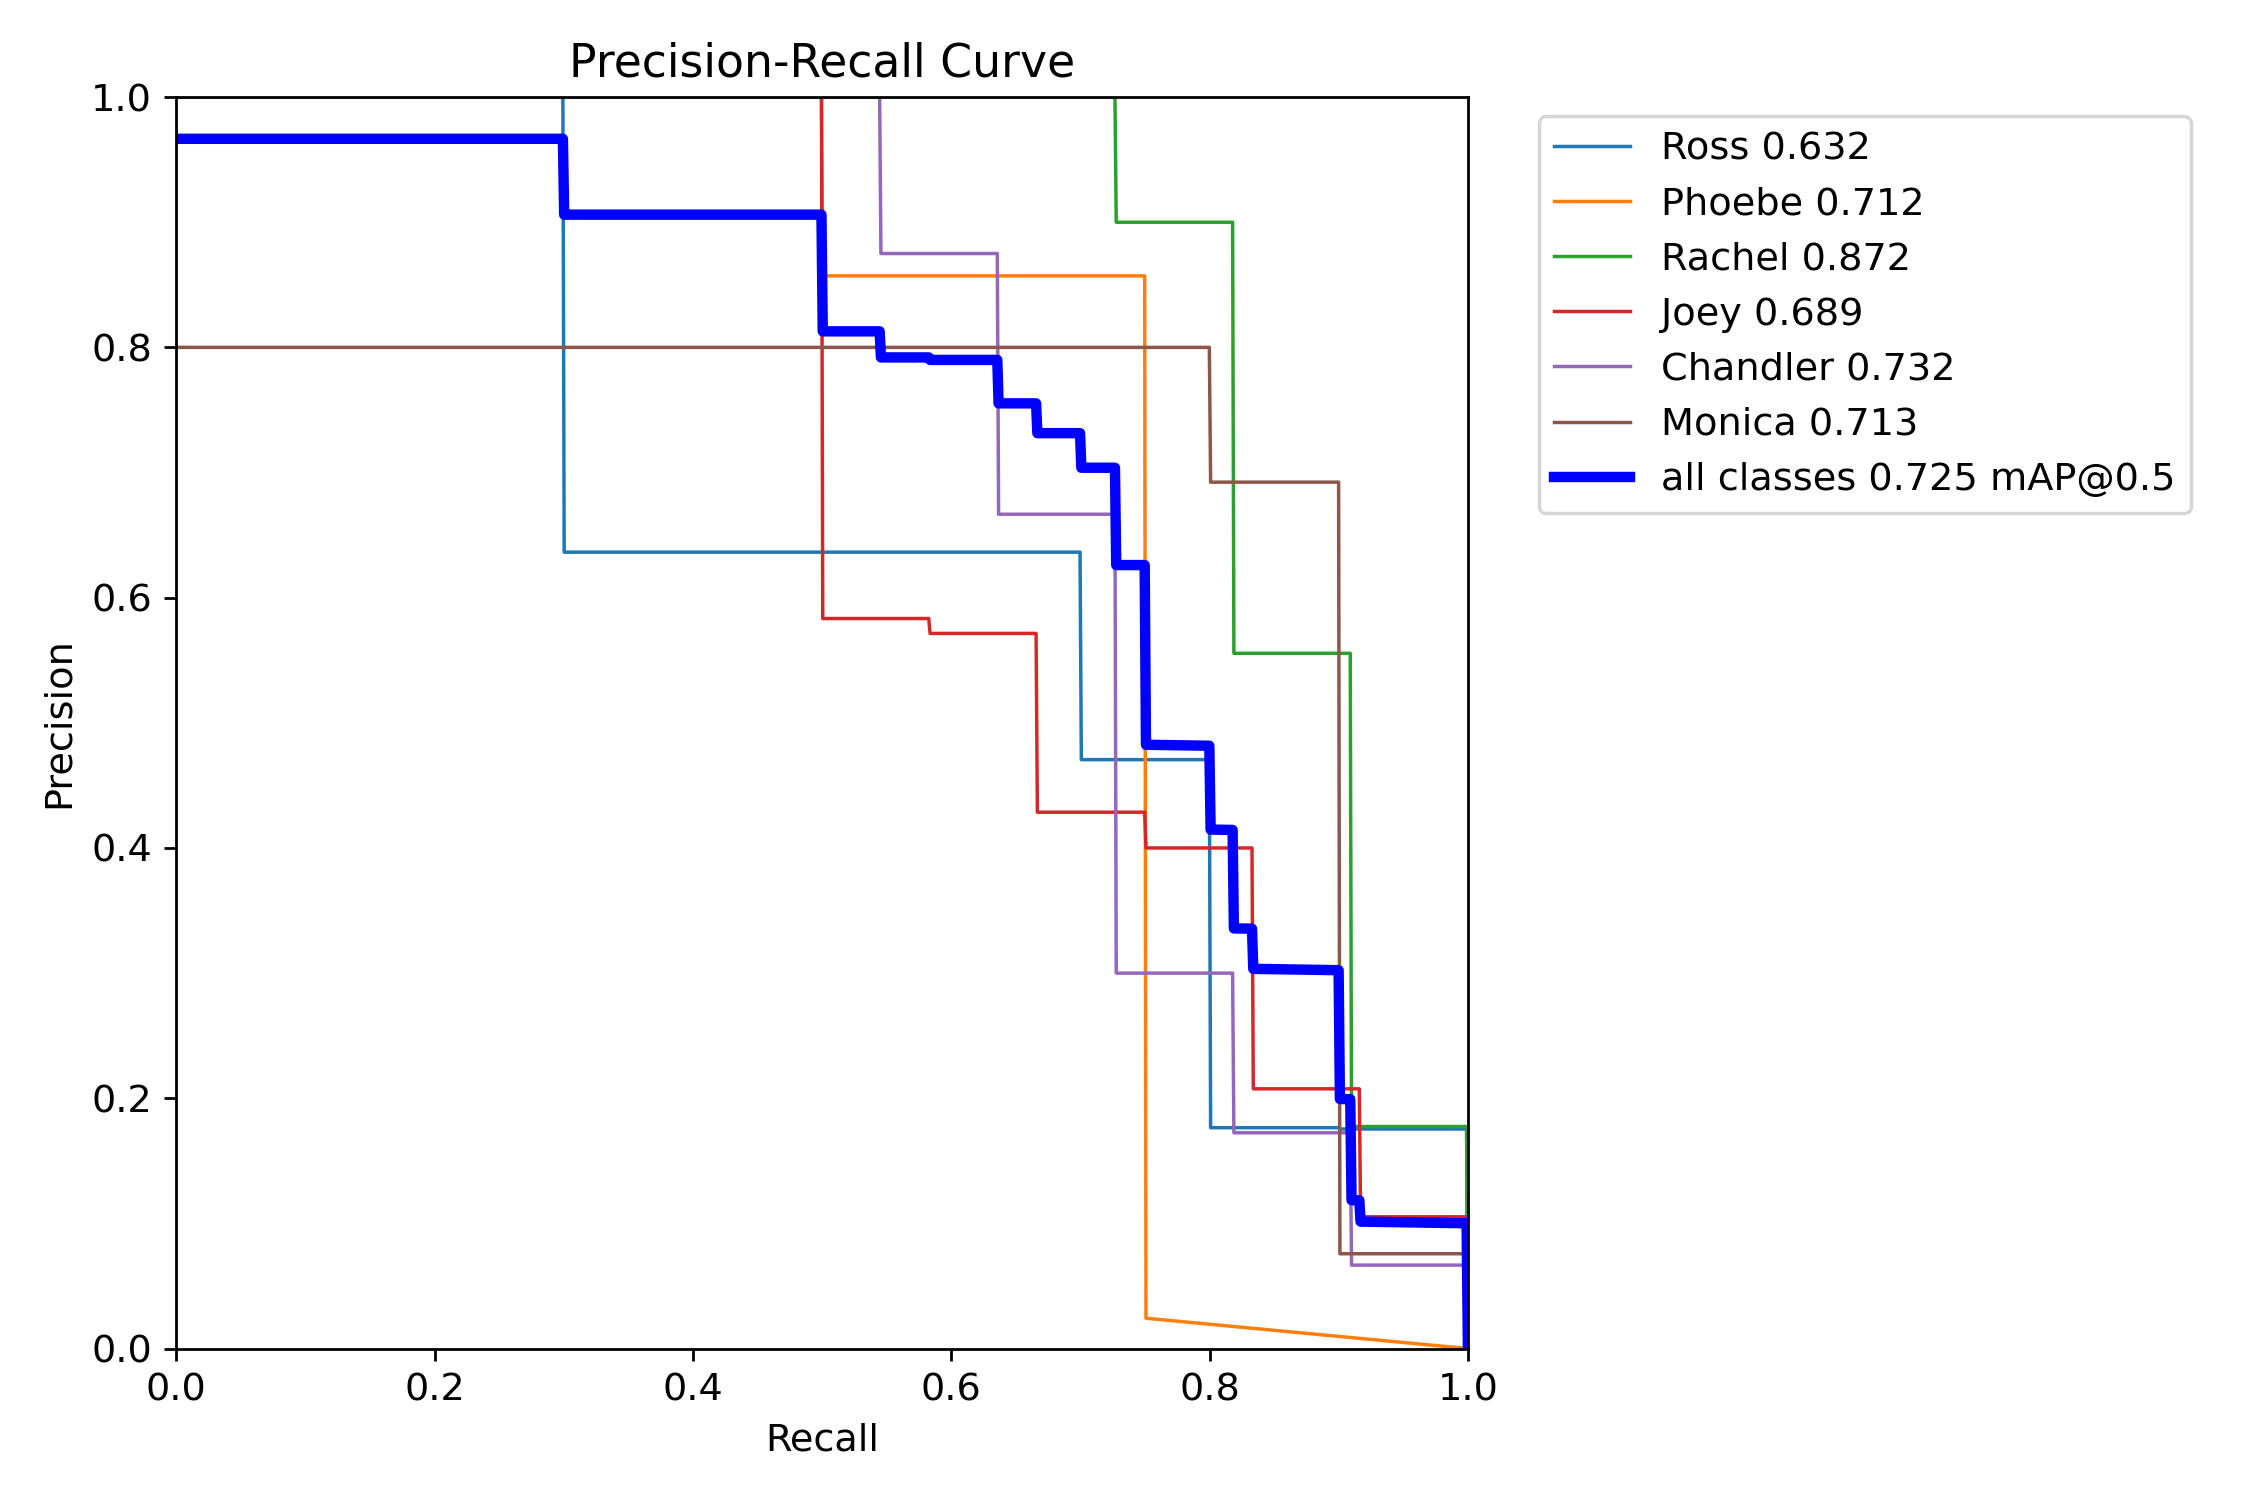 Precision-Recall Curve
1.0
0.8
0.6
0.4
0.2
0.0
Precision
0.0 0.2 0.4 0.6 0.8 1.0
Recall
Ross 0.632
Phoebe 0.712
Rachel 0.872
Joey 0.689
Chandler 0.732
Monica 0.713
all classes 0.725 mAP@0.5